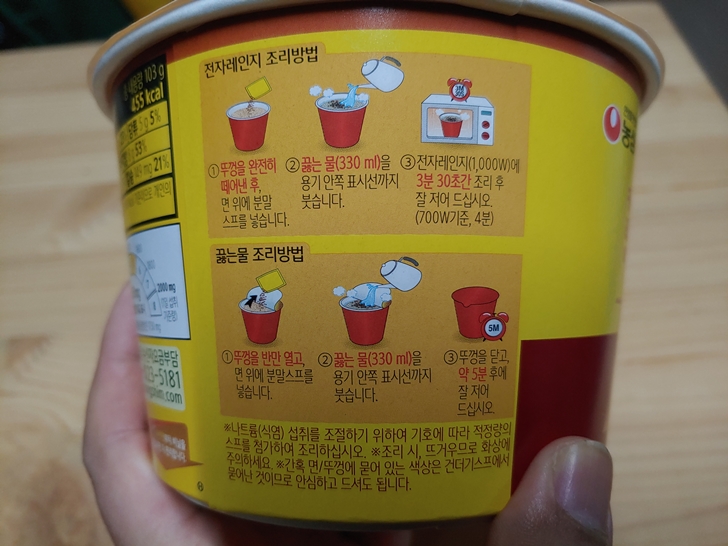 103 g
455 kcal
5 g 5%
53%
21%
2000 mg
5181
.com
전자레인지 조리방법
① 뚜껑을 완전히
떼어낸 후,
면 위에 분말
스프를 넣습니다.
② 끓는 물(330 ml)을
용기 안쪽 표시선까지
붓습니다.
③ 전자레인지(1,000W)에
3분 30초간 조리 후
잘 저어 드십시오.
(700W기준, 4분)
끓는물 조리방법
5M
① 뚜껑을 반만 열고,
면 위에 분말스프를
넣습니다.
② 끓는 물(330 ml)을
용기 안쪽 표시선까지
붓습니다.
③ 뚜껑을 닫고,
약 5분 후에
잘 저어
드십시오.
※나트륨(식염) 섭취를 조절하기 위하여 기호에 따라 적정량의
스프를 첨가하여 조리하십시오. ※조리 시, 뜨거우므로 화상에
주의하세요. ※간혹 면/뚜껑에 묻어 있는 색상은 건더기스프에서
묻어난 것이므로 안심하고 드셔도 됩니다.